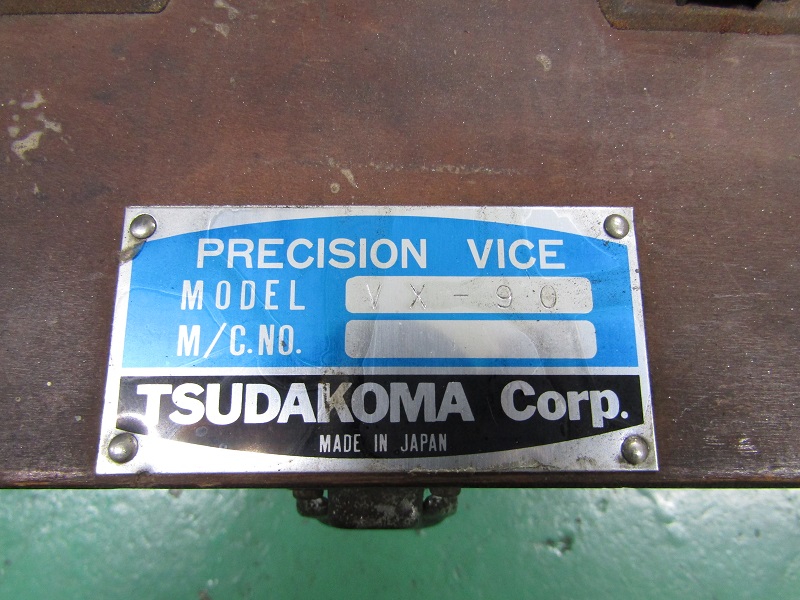 PRECISION VICE
MODEL VX-90
M/C.NO.
TSUDAKOMA Corp.
MADE IN JAPAN